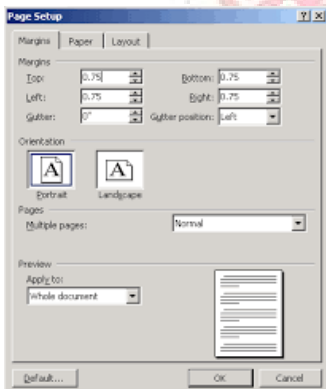 Page Setup
Margins Paper Layout
Margins
Top: 0.75 Bottom: 0.75
Left: 0.75 Right: 0.75
Gutter: 0" Gutter position: Left
Orientation
A A
Portrait Landscape
Pages
Multiple pages: Normal
Preview
Apply to:
Whole document
Default... OK Cancel